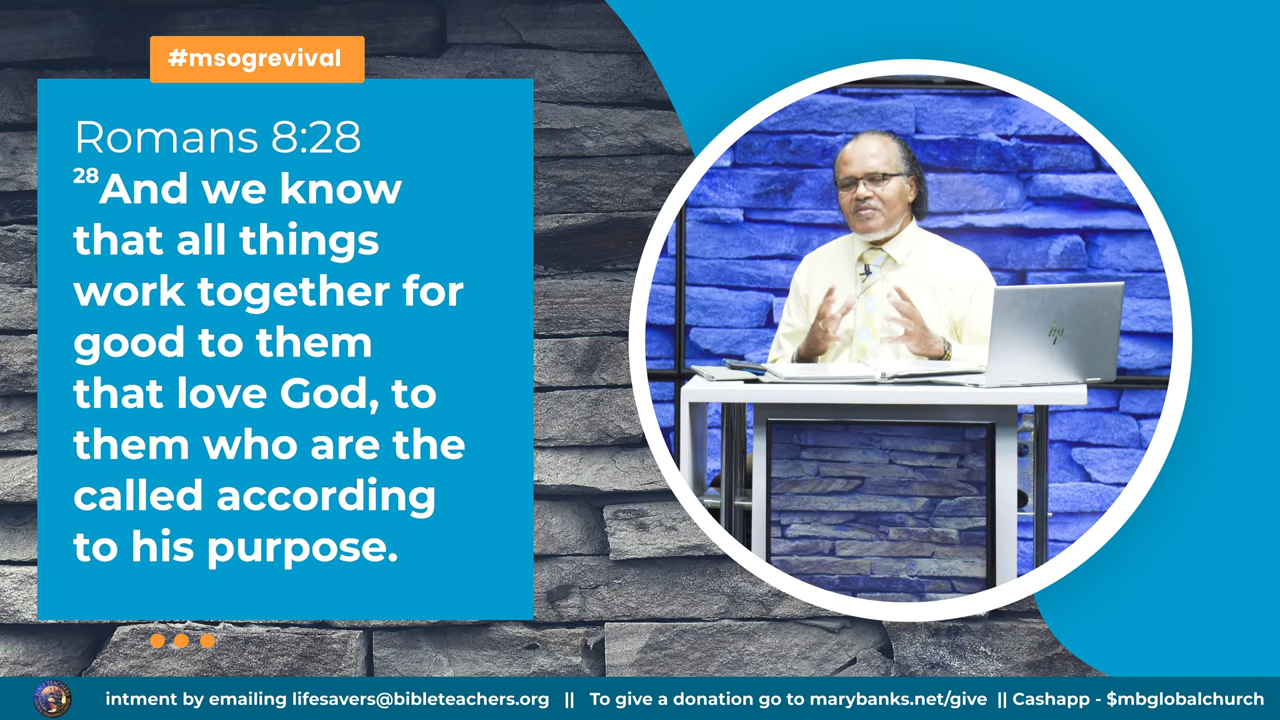 #msogrevival
Romans 8:28
28And we know
that all things
work together for
good to them
that love God, to
them who are the
called according
to his purpose.
hp
intment by emailing lifesavers@bibleteachers.org || To give a donation go to marybanks.net/give || Cashapp - $mbglobalchurch